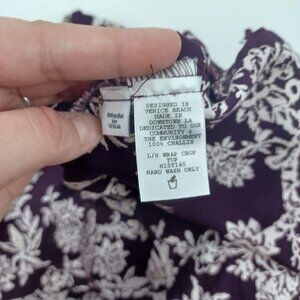 Made in
USA
DESIGNED IN
VENICE BEACH
MADE IN
DOWNTOWN LA
DEDICATED TO OUR
COMMUNITY &
THE ENVIRONMENT
100% CHALLIS
L/S WRAP CROP
TOP
H15T140
HAND WASH ONLY